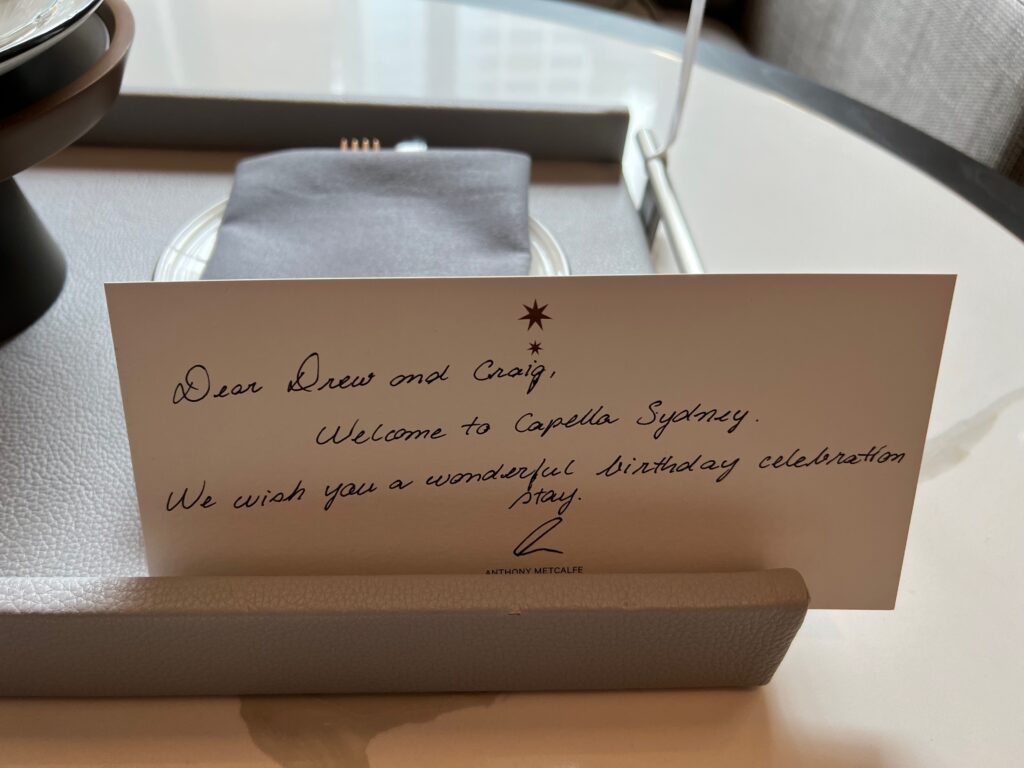 Dear Drew and Craig,
Welcome to Capella Sydney.
We wish you a wonderful birthday celebration
stay.
ANTHONY METCALFE